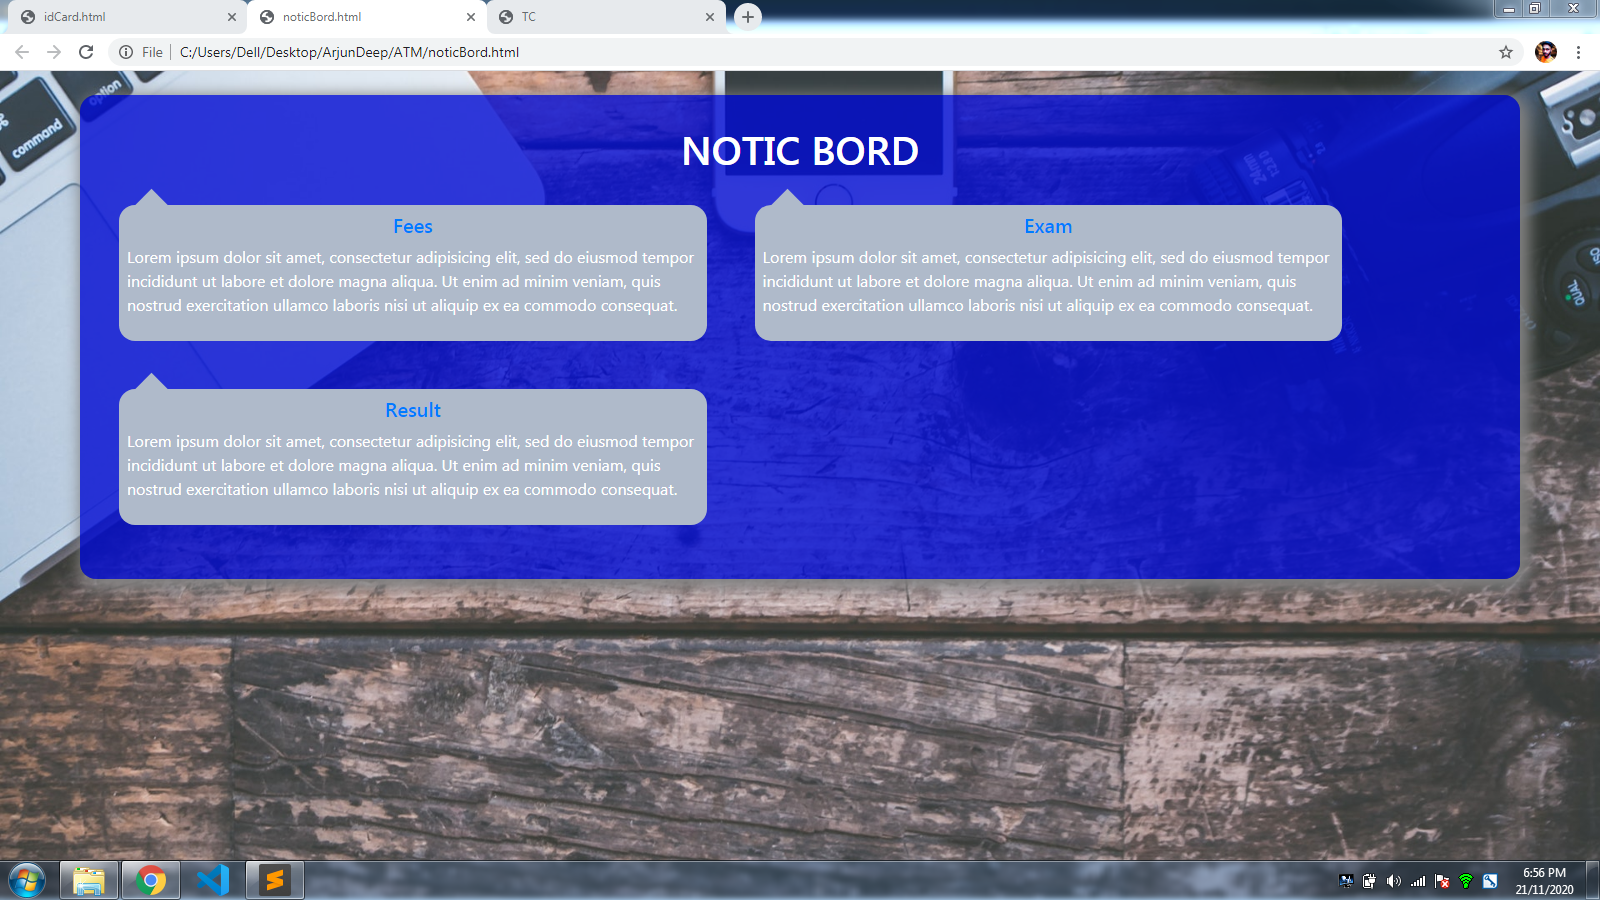 idCard.html
noticBord.html
TC
File
C:/Users/Dell/Desktop/ArjunDeep/ATM/noticBord.html
option
command
NOTIC BORD
Fees
Lorem ipsum dolor sit amet, consectetur adipisicing elit, sed do eiusmod tempor
incididunt ut labore et dolore magna aliqua. Ut enim ad minim veniam, quis
nostrud exercitation ullamco laboris nisi ut aliquip ex ea commodo consequat.
Exam
Lorem ipsum dolor sit amet, consectetur adipisicing elit, sed do eiusmod tempor
incididunt ut labore et dolore magna aliqua. Ut enim ad minim veniam, quis
nostrud exercitation ullamco laboris nisi ut aliquip ex ea commodo consequat.
Result
Lorem ipsum dolor sit amet, consectetur adipisicing elit, sed do eiusmod tempor
incididunt ut labore et dolore magna aliqua. Ut enim ad minim veniam, quis
nostrud exercitation ullamco laboris nisi ut aliquip ex ea commodo consequat.
QUAL
6:56 PM
21/11/2020